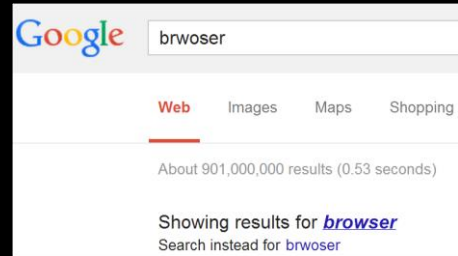 Google brwoser
Web Images Maps Shopping
About 901,000,000 results (0.53 seconds)
Showing results for browser
Search instead for brwoser